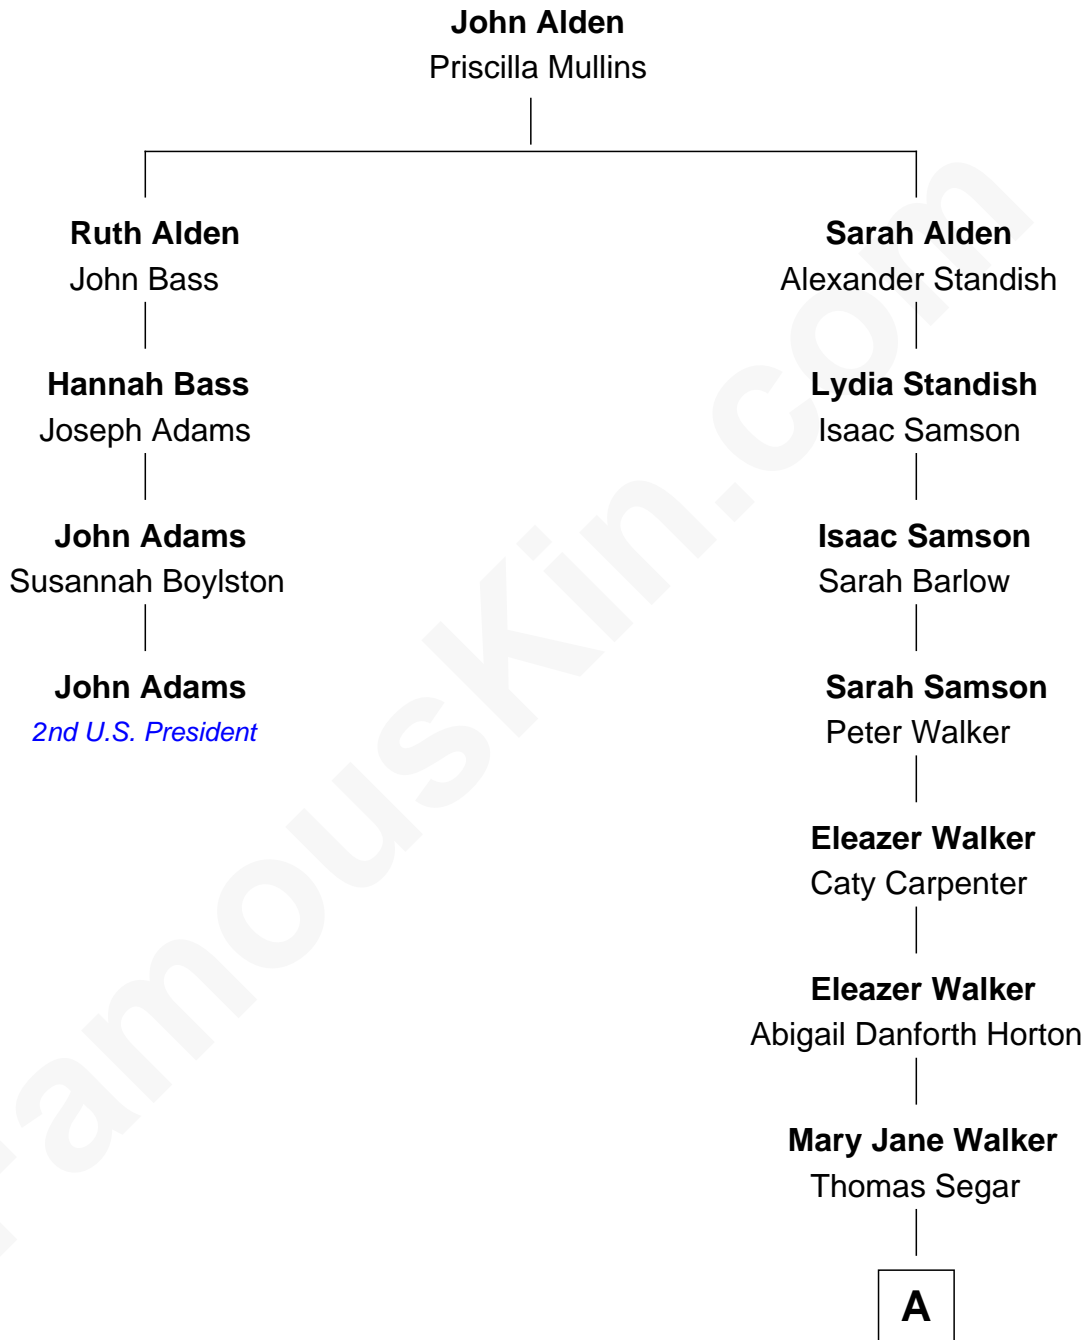 John Alden
Priscilla Mullins
Ruth Alden
John Bass
Sarah Alden
Alexander Standish
Hannah Bass
Joseph Adams
Lydia Standish
Isaac Samson
John Adams
Susannah Boylston
Isaac Samson
Sarah Barlow
John Adams
2nd U.S. President
Sarah Samson
Peter Walker
Eleazer Walker
Caty Carpenter
Eleazer Walker
Abigail Danforth Horton
Mary Jane Walker
Thomas Segar
A
FamousKin.com